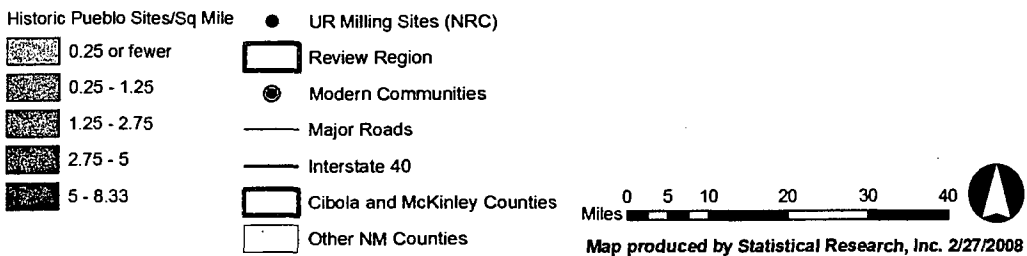 Historic Pueblo Sites/Sq Mile
0.25 or fewer
0.25 - 1.25
1.25 - 2.75
2.75 - 5
5 - 8.33
UR Milling Sites (NRC)
Review Region
Modern Communities
Major Roads
Interstate 40
Cibola and McKinley Counties
Other NM Counties
0 5 10 20 30 40
Miles
Map produced by Statistical Research, Inc. 2/27/2008